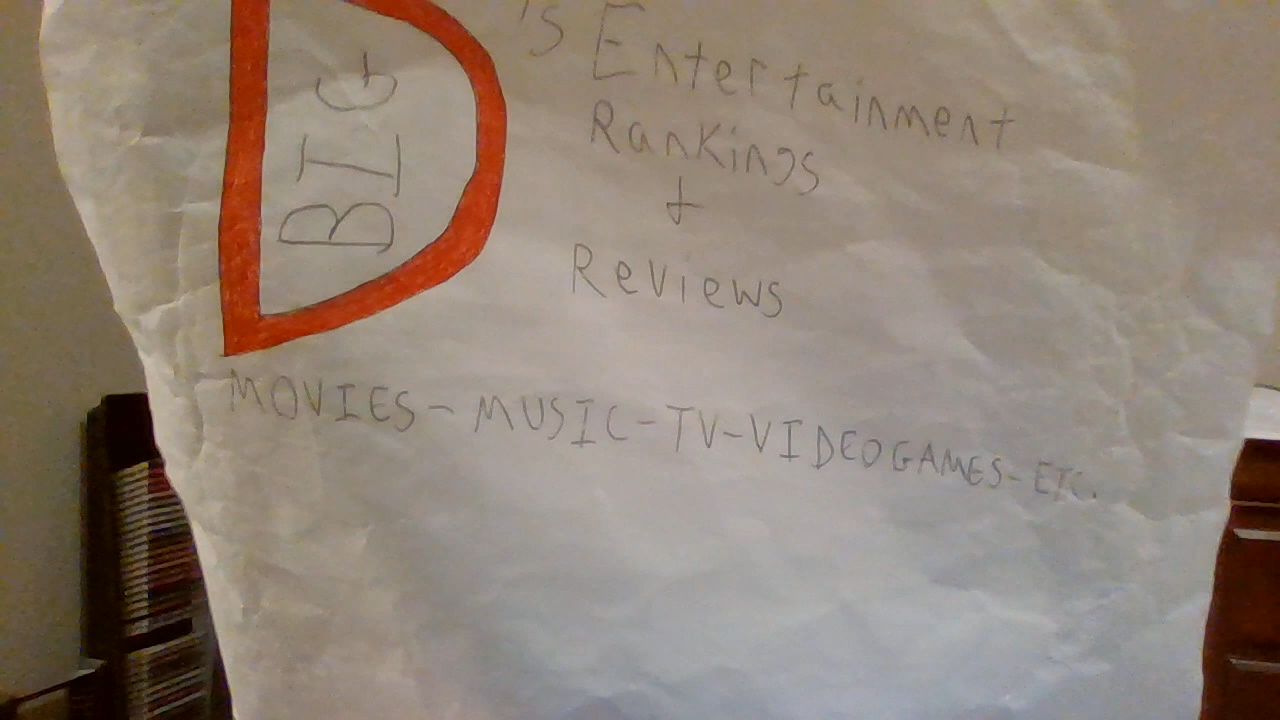 BIG D's Entertainment
Rankings
+
Reviews
MOVIES - MUSIC - TV - VIDEOGAMES - ETC.